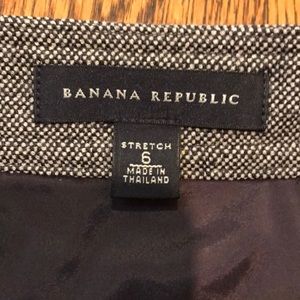 BANANA REPUBLIC
STRETCH
6
MADE IN
THAILAND